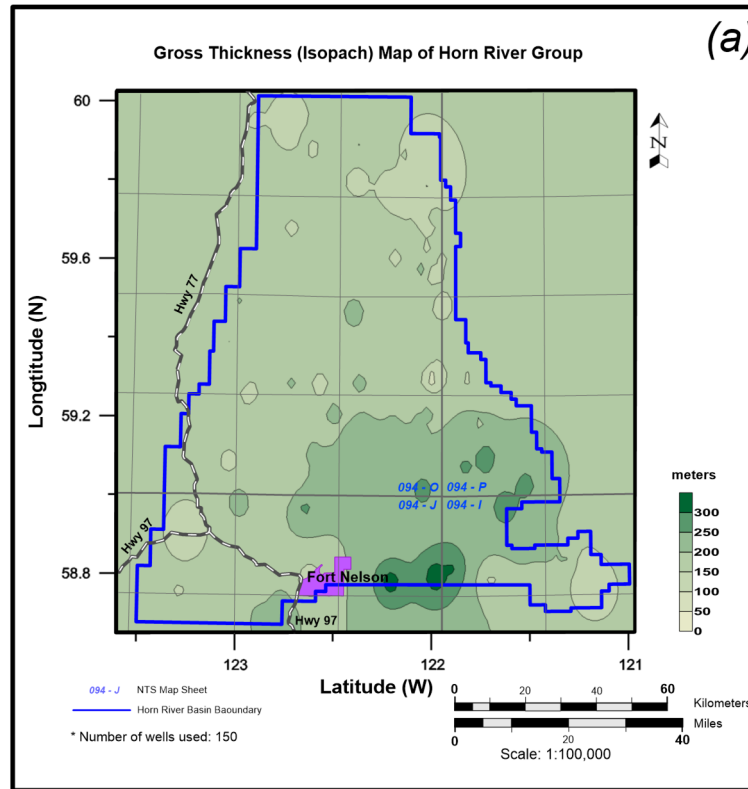 (a)
Gross Thickness (Isopach) Map of Horn River Group
N
60
59.6
59.2
58.8
Longtitude (N)
Hwy 77
Hwy 97
094 - O 094 - P
094 - J 094 - I
Fort Nelson
Hwy 97
meters
300
250
200
150
100
50
0
123
122
121
Latitude (W)
094 - J NTS Map Sheet
Horn River Basin Baoundary
* Number of wells used: 150
0 20 40 60
Kilometers
Miles
0 20 40
Scale: 1:100,000